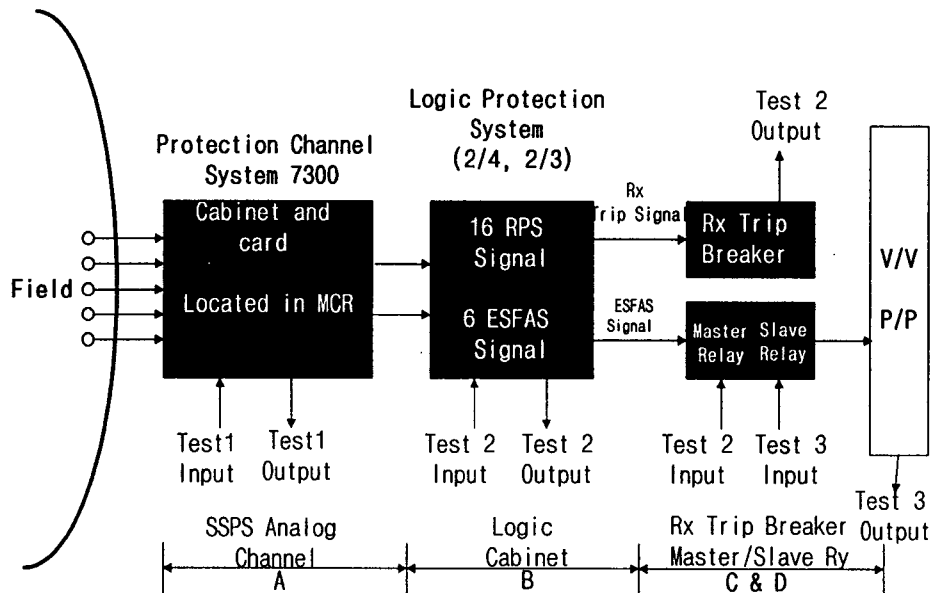 Protection Channel
System 7300
Cabinet and
card
Located in MCR
Field
Logic Protection
System
(2/4, 2/3)
16 RPS
Signal
6 ESFAS
Signal
Rx
Trip Signal
ESFAS
Signal
Test 2
Output
Rx Trip
Breaker
Master Slave
Relay Relay
V/V
P/P
Test1
Input
Test1
Output
Test 2
Input
Test 2
Output
Test 2
Input
Test 3
Input
Test 3
Output
SSPS Analog
Channel
A
Logic
Cabinet
B
Rx Trip Breaker
Master/Slave Ry
C & D